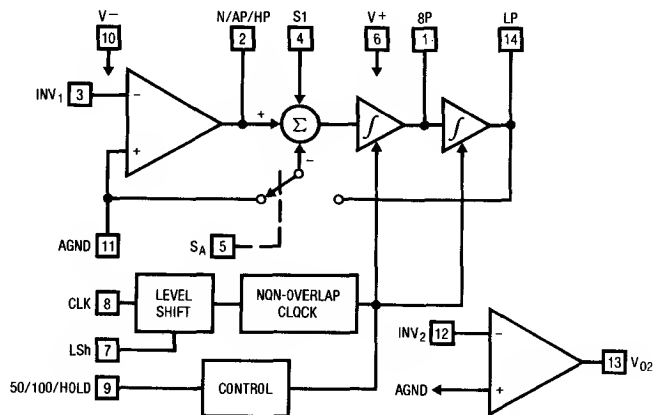 V− N/AP/HP S1 V+ 8P LP
10 2 4 6 1 14
INV1 3 − + Σ ∫ ∫
+ −
AGND 11
SA 5
CLK 8 LEVEL SHIFT NQN-OVERLAP CLOCK
LSh 7
50/100/HOLD 9 CONTROL
INV2 12 −
13 VO2
AGND +